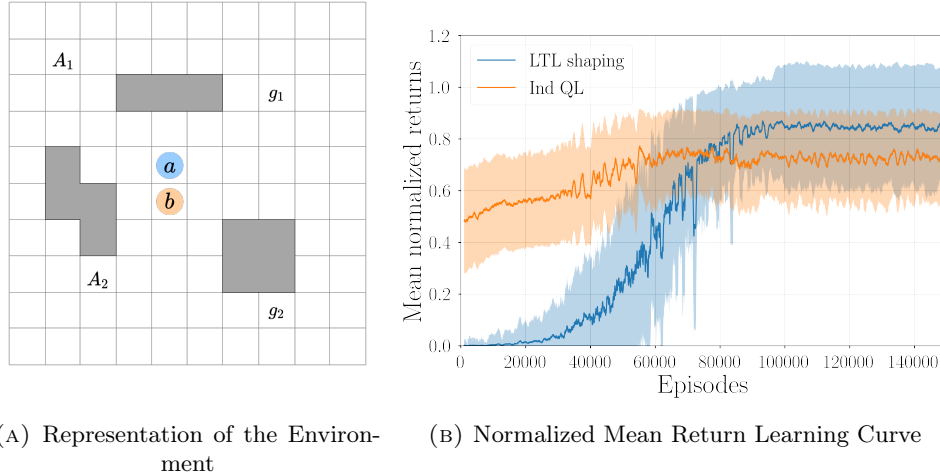 A1
g1
a
b
A2
g2
1.2
1.0
0.8
0.6
0.4
0.2
0.0
Mean normalized returns
LTL shaping
Ind QL
0 20000 40000 60000 80000 100000 120000 140000
Episodes
(A) Representation of the Environ-
ment
(B) Normalized Mean Return Learning Curve